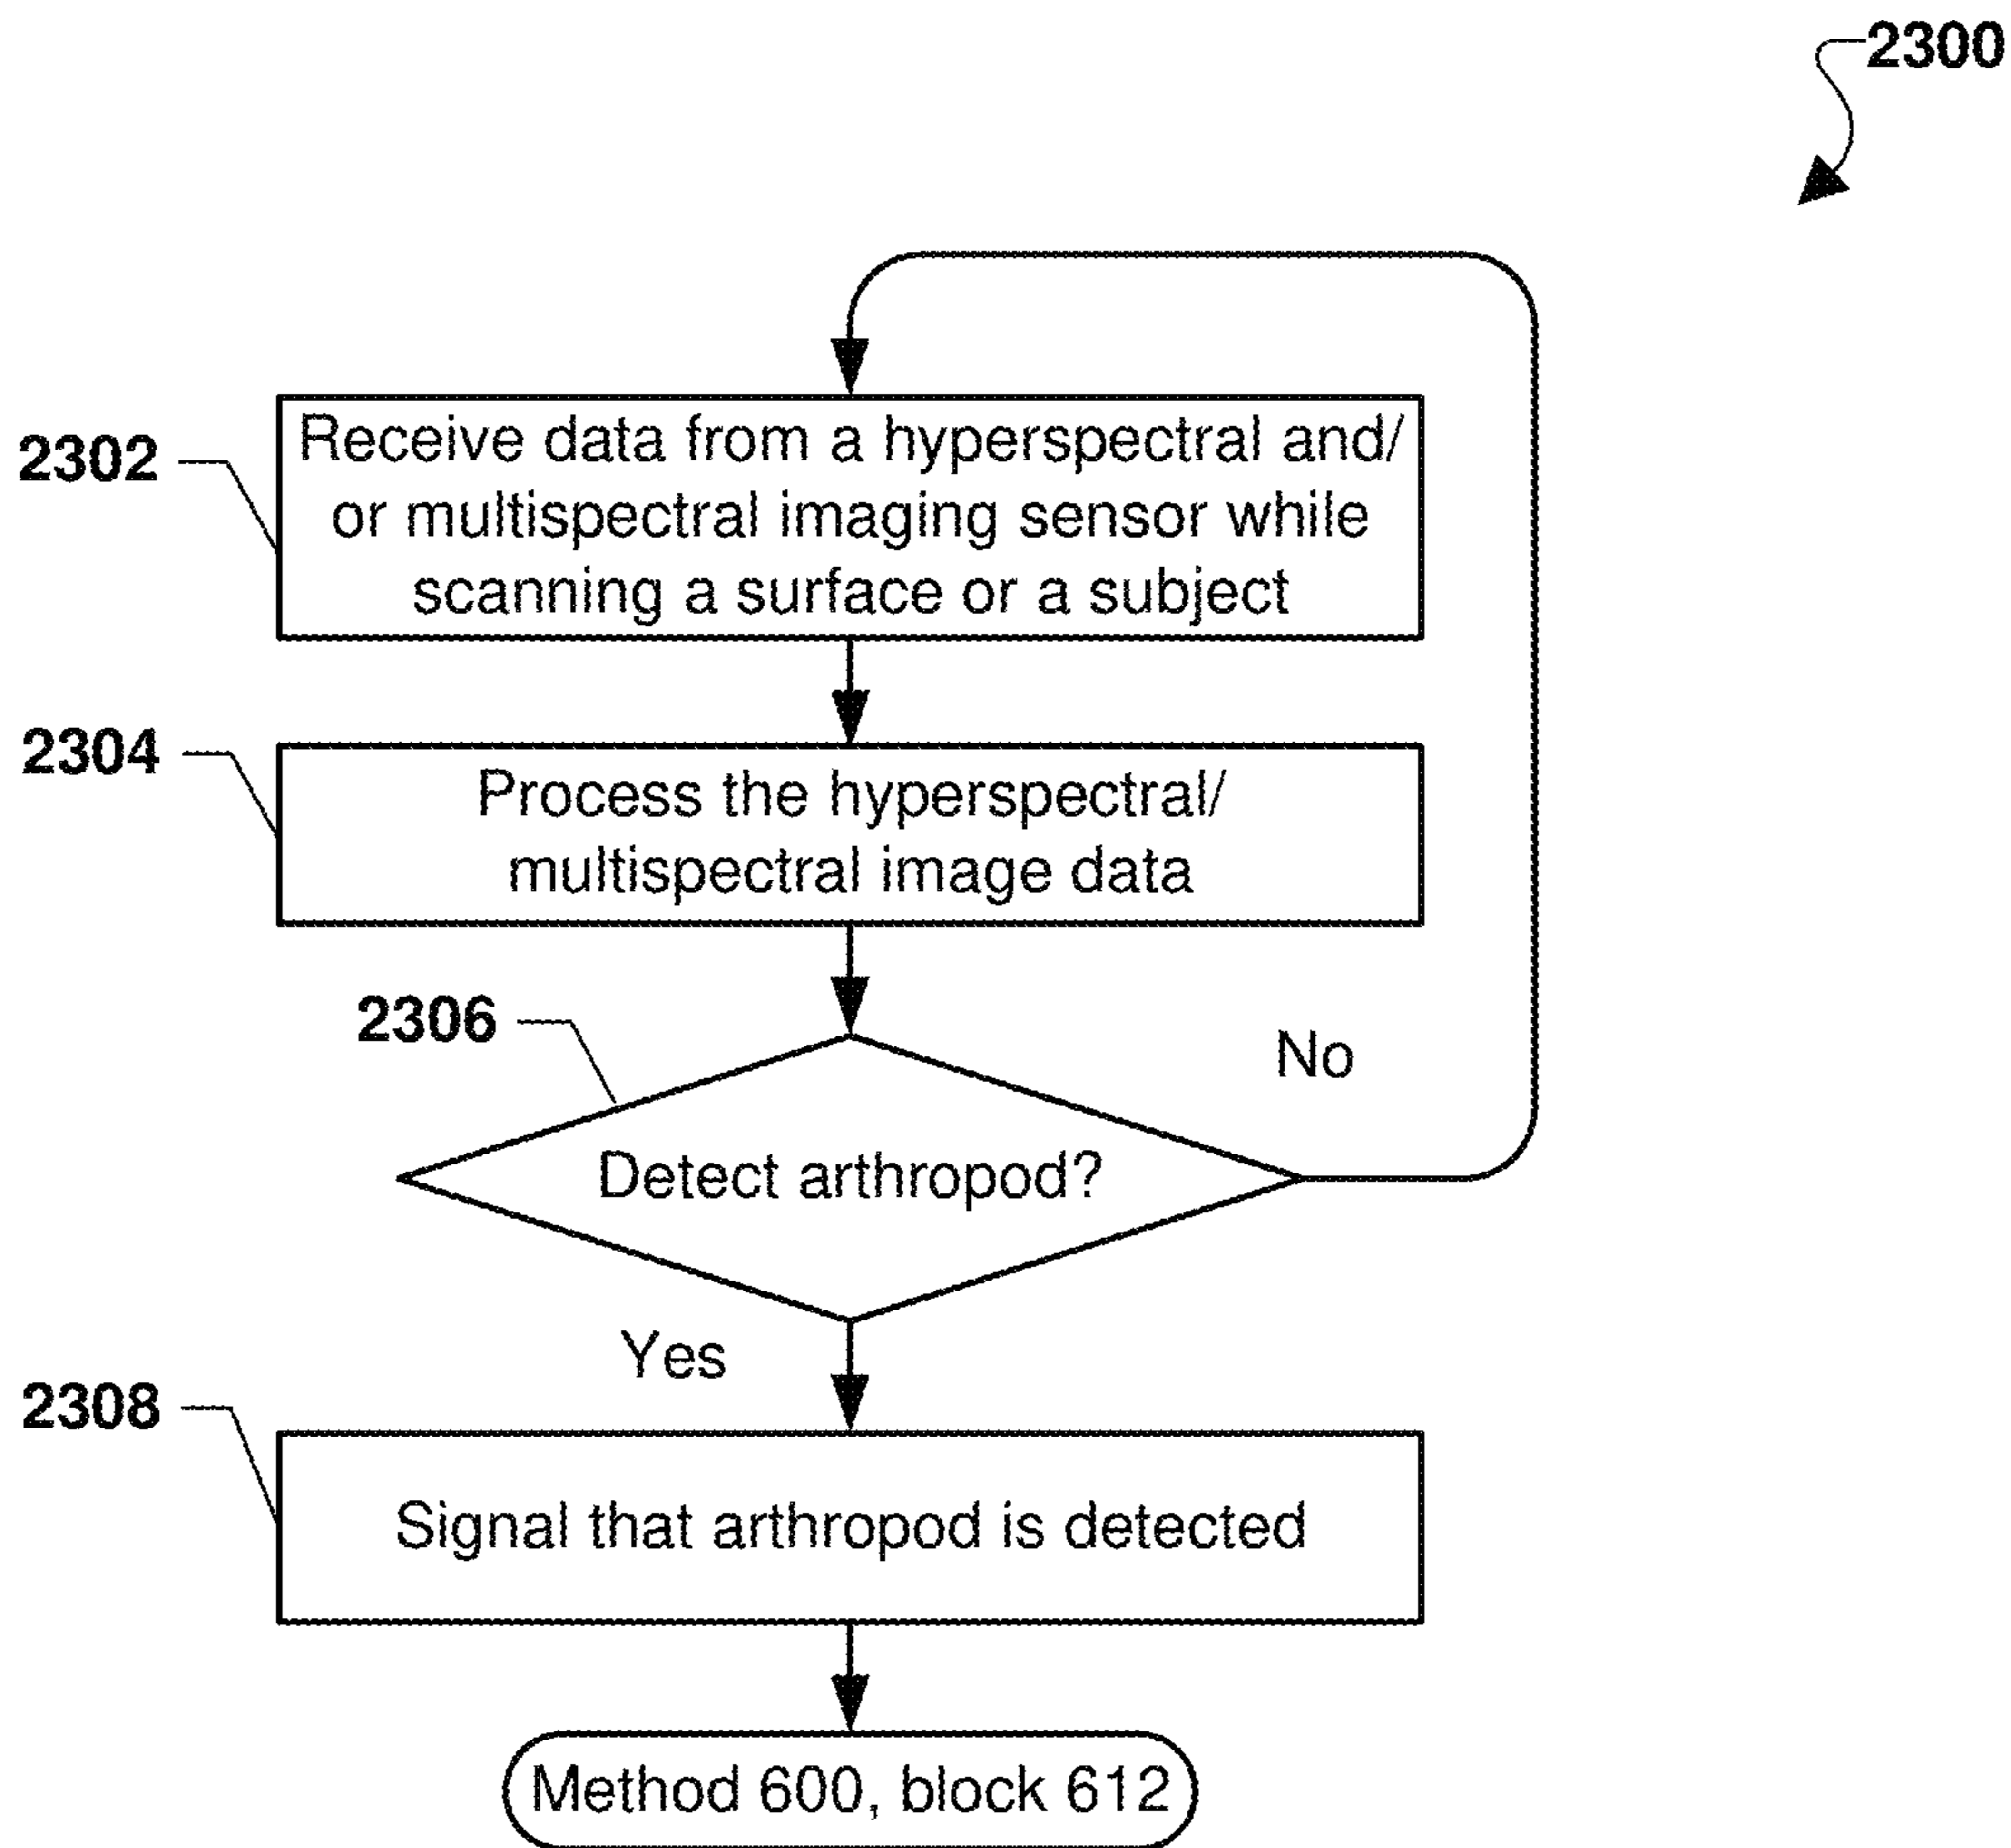 2300
2302
Receive data from a hyperspectral and/
or multispectral imaging sensor while
scanning a surface or a subject
2304
Process the hyperspectral/
multispectral image data
2306
No
Detect arthropod?
Yes
2308
Signal that arthropod is detected
Method 600, block 612